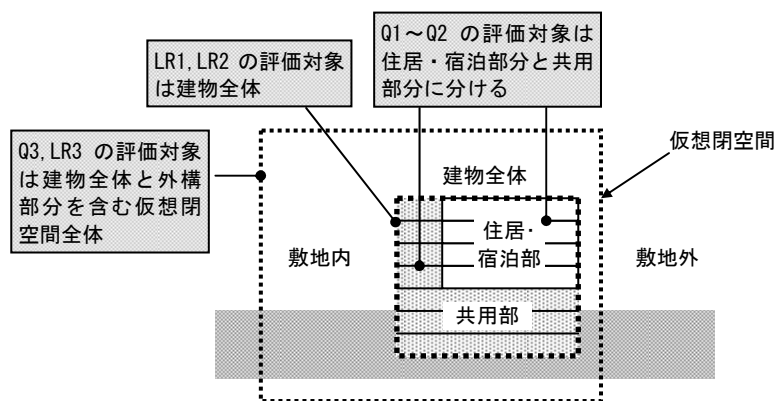 Q1～Q2 の評価対象は
住居・宿泊部分と共用
部分に分ける
LR1,LR2 の評価対象
は建物全体
Q3,LR3 の評価対象
は建物全体と外構
部分を含む仮想閉
空間全体
仮想閉空間
建物全体
住居・
宿泊部
敷地内
敷地外
共用部